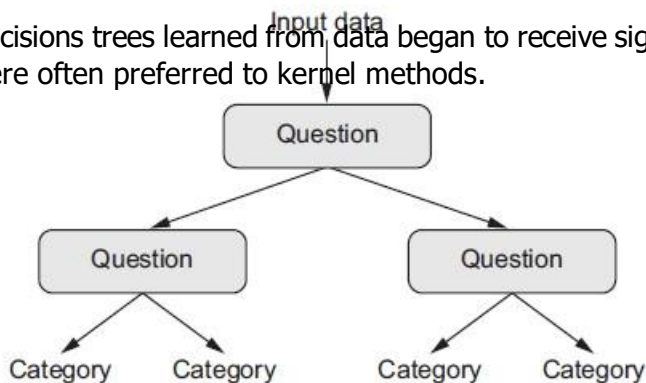 Input data
cisions trees learned from data began to receive sig
ere often preferred to kernel methods.
Question
Question Question
Category Category Category Category